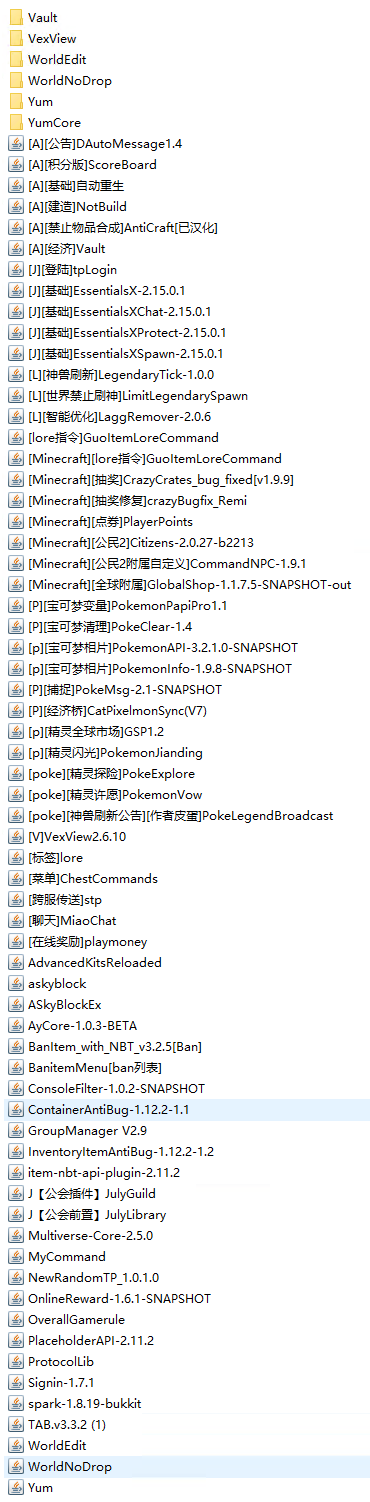 Vault
VexView
WorldEdit
WorldNoDrop
Yum
YumCore
[A][公告]DAutoMessage1.4
[A][积分版]ScoreBoard
[A][基础]自动重生
[A][建造]NotBuild
[A][禁止物品合成]AntiCraft[已汉化]
[A][经济]Vault
[J][登陆]tpLogin
[J][基础]EssentialsX-2.15.0.1
[J][基础]EssentialsXChat-2.15.0.1
[J][基础]EssentialsXProtect-2.15.0.1
[J][基础]EssentialsXSpawn-2.15.0.1
[L][神兽刷新]LegendaryTick-1.0.0
[L][世界禁止刷神]LimitLegendarySpawn
[L][智能优化]LaggRemover-2.0.6
[lore指令]GuoItemLoreCommand
[Minecraft][lore指令]GuoItemLoreCommand
[Minecraft][抽奖]CrazyCrates_bug_fixed[v1.9.9]
[Minecraft][抽奖修复]crazyBugfix_Remi
[Minecraft][点券]PlayerPoints
[Minecraft][公民2]Citizens-2.0.27-b2213
[Minecraft][公民2附属自定义]CommandNPC-1.9.1
[Minecraft][全球附属]GlobalShop-1.1.7.5-SNAPSHOT-out
[P][宝可梦变量]PokemonPapiPro1.1
[P][宝可梦清理]PokeClear-1.4
[p][宝可梦相片]PokemonAPI-3.2.1.0-SNAPSHOT
[p][宝可梦相片]PokemonInfo-1.9.8-SNAPSHOT
[P][捕捉]PokeMsg-2.1-SNAPSHOT
[P][经济桥]CatPixelmonSync(V7)
[p][精灵全球市场]GSP1.2
[p][精灵闪光]PokemonJianding
[poke][精灵探险]PokeExplore
[poke][精灵许愿]PokemonVow
[poke][神兽刷新公告][作者皮蛋]PokeLegendBroadcast
[V]VexView2.6.10
[标签]lore
[菜单]ChestCommands
[跨服传送]stp
[聊天]MiaoChat
[在线奖励]playmoney
AdvancedKitsReloaded
askyblock
ASkyBlockEx
AyCore-1.0.3-BETA
BanItem_with_NBT_v3.2.5[Ban]
BanitemMenu[ban列表]
ConsoleFilter-1.0.2-SNAPSHOT
ContainerAntiBug-1.12.2-1.1
GroupManager V2.9
InventoryItemAntiBug-1.12.2-1.2
item-nbt-api-plugin-2.11.2
J【公会插件】JulyGuild
J【公会前置】JulyLibrary
Multiverse-Core-2.5.0
MyCommand
NewRandomTP_1.0.1.0
OnlineReward-1.6.1-SNAPSHOT
OverallGamerule
PlaceholderAPI-2.11.2
ProtocolLib
Signin-1.7.1
spark-1.8.19-bukkit
TAB.v3.3.2 (1)
WorldEdit
WorldNoDrop
Yum